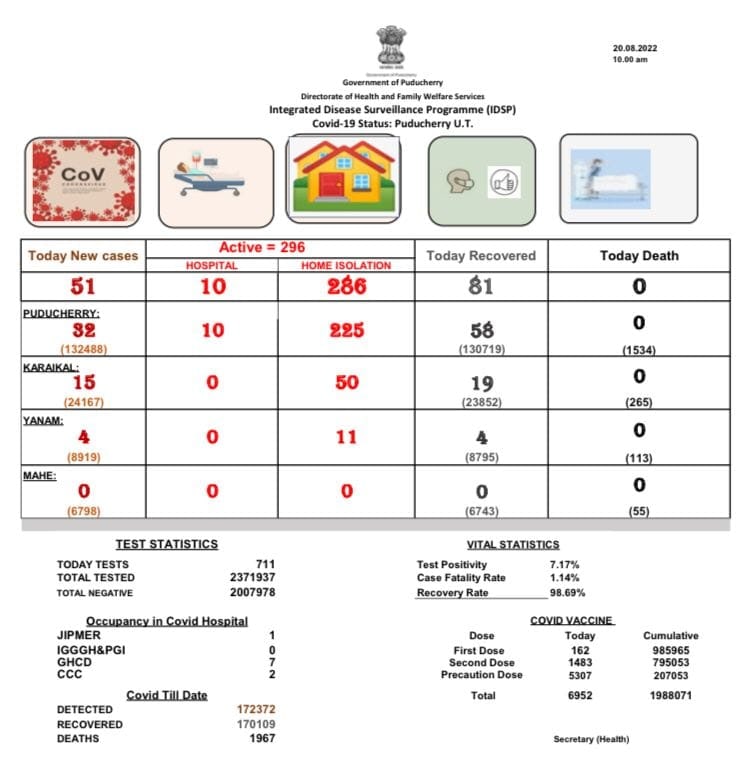 20.08.2022
10.00 am
Government of Puducherry
Government of Puducherry
Directorate of Health and Family Welfare Services
Integrated Disease Surveillance Programme (IDSP)
Covid-19 Status: Puducherry U.T.
CoV
CORONAVIRUS
Today New cases Active = 296 Today Recovered Today Death
HOSPITAL HOME ISOLATION
51 10 286 81 0
PUDUCHERRY:
32 10 225 58 0
(132488) (130719) (1534)
KARAIKAL:
15 0 50 19 0
(24167) (23852) (265)
YANAM:
4 0 11 4 0
(8919) (8795) (113)
MAHE:
0 0 0 0 0
(6798) (6743) (55)
TEST STATISTICS
TODAY TESTS 711
TOTAL TESTED 2371937
TOTAL NEGATIVE 2007978
VITAL STATISTICS
Test Positivity 7.17%
Case Fatality Rate 1.14%
Recovery Rate 98.69%
Occupancy in Covid Hospital
JIPMER 1
IGGGH&PGI 0
GHCD 7
CCC 2
COVID VACCINE
Dose Today Cumulative
First Dose 162 985965
Second Dose 1483 795053
Precaution Dose 5307 207053
Total 6952 1988071
Covid Till Date
DETECTED 172372
RECOVERED 170109
DEATHS 1967
Secretary (Health)